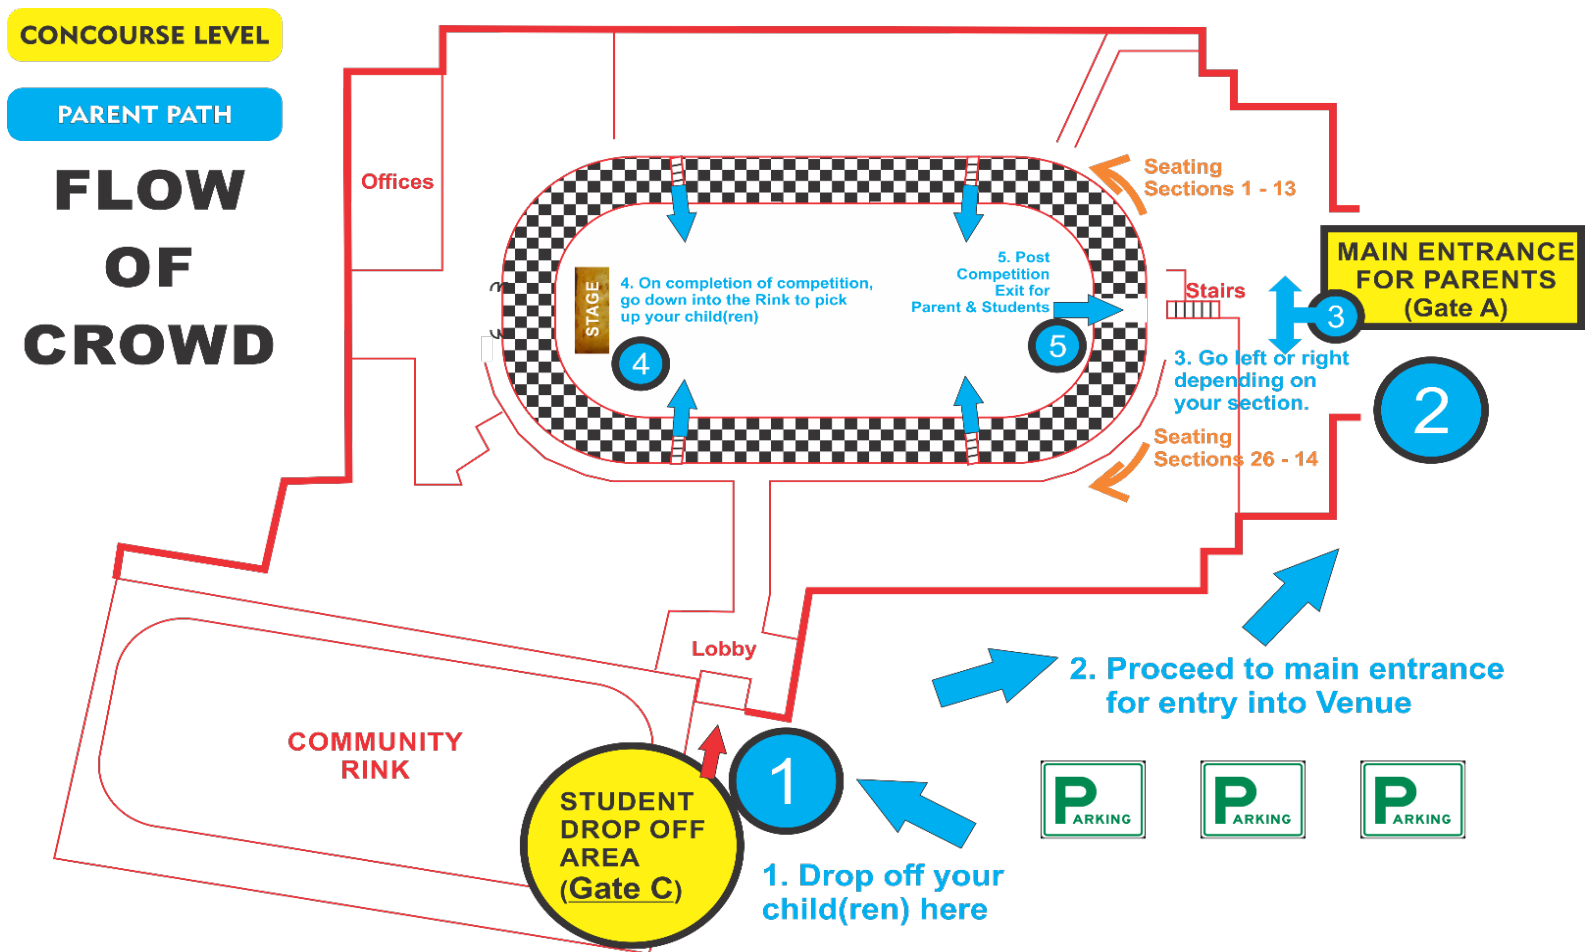 CONCOURSE LEVEL
PARENT PATH
FLOW
OF
CROWD
Offices
Seating
Sections 1 - 13
MAIN ENTRANCE
FOR PARENTS
(Gate A)
Stairs
3
3. Go left or right
depending on
your section.
2
Seating
Sections 26 - 14
STAGE
4. On completion of competition,
go down into the Rink to pick
up your child(ren)
4
5. Post
Competition
Exit for
Parent & Students
5
Lobby
COMMUNITY
RINK
STUDENT
DROP OFF
AREA
(Gate C)
1
1. Drop off your
child(ren) here
2. Proceed to main entrance
for entry into Venue
PARKING
PARKING
PARKING